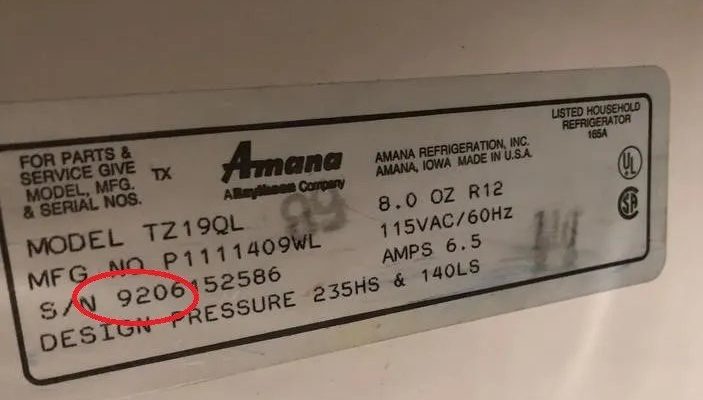 FOR PARTS &
SERVICE GIVE
MODEL, MFG.
& SERIAL NOS.
TX
Amana
A Raytheon Company
AMANA REFRIGERATION, INC.
AMANA, IOWA MADE IN U.S.A.
LISTED HOUSEHOLD
REFRIGERATOR
165A
UL
SA
MODEL TZ19QL
8.0 OZ R12
MFG NO P1111409WL
115VAC/60Hz
S/N 9206152586
AMPS 6.5
DESIGN PRESSURE 235HS & 140LS